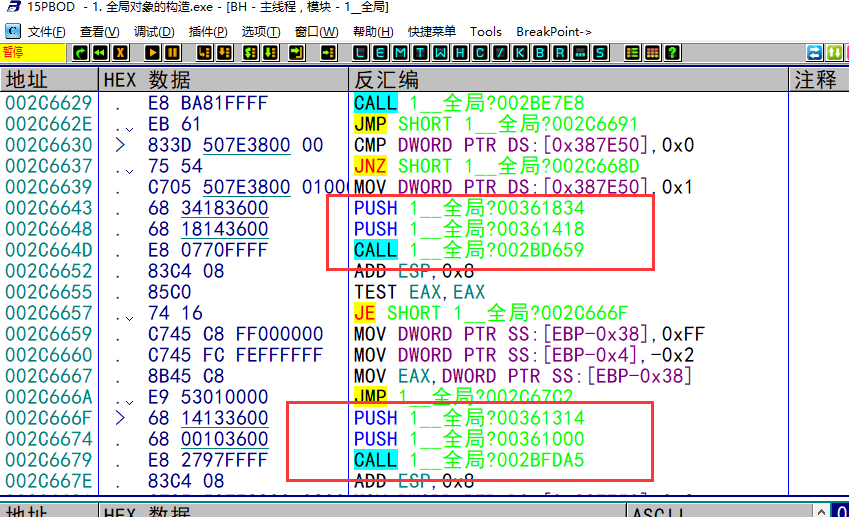 15PBOD - 1. 全局对象的构造.exe - [BH - 主线程, 模块 - 1__全局]
文件(F) 查看(V) 调试(D) 插件(P) 选项(T) 窗口(W) 帮助(H) 快捷菜单 Tools BreakPoint->
暂停 L E M T W H C / K B R ... S ?
地址 HEX 数据 反汇编 注释
002C6629 . E8 BA81FFFF CALL 1__全局?002BE7E8
002C662E . EB 61 JMP SHORT 1__全局?002C6691
002C6630 > 833D 507E3800 00 CMP DWORD PTR DS:[0x387E50],0x0
002C6637 . 75 54 JNZ SHORT 1__全局?002C668D
002C6639 . C705 507E3800 0100 MOV DWORD PTR DS:[0x387E50],0x1
002C6643 . 68 34183600 PUSH 1__全局?00361834
002C6648 . 68 18143600 PUSH 1__全局?00361418
002C664D . E8 0770FFFF CALL 1__全局?002BD659
002C6652 . 83C4 08 ADD ESP,0x8
002C6655 . 85C0 TEST EAX,EAX
002C6657 . 74 16 JE SHORT 1__全局?002C666F
002C6659 . C745 C8 FF000000 MOV DWORD PTR SS:[EBP-0x38],0xFF
002C6660 . C745 FC FEFFFFFF MOV DWORD PTR SS:[EBP-0x4],-0x2
002C6667 . 8B45 C8 MOV EAX,DWORD PTR SS:[EBP-0x38]
002C666A . E9 53010000 JMP 1__全局?002C67C2
002C666F > 68 14133600 PUSH 1__全局?00361314
002C6674 . 68 00103600 PUSH 1__全局?00361000
002C6679 . E8 2797FFFF CALL 1__全局?002BFDA5
002C667E . 83C4 08 ADD ESP,0x8
地址 HEX 数据 ASCII